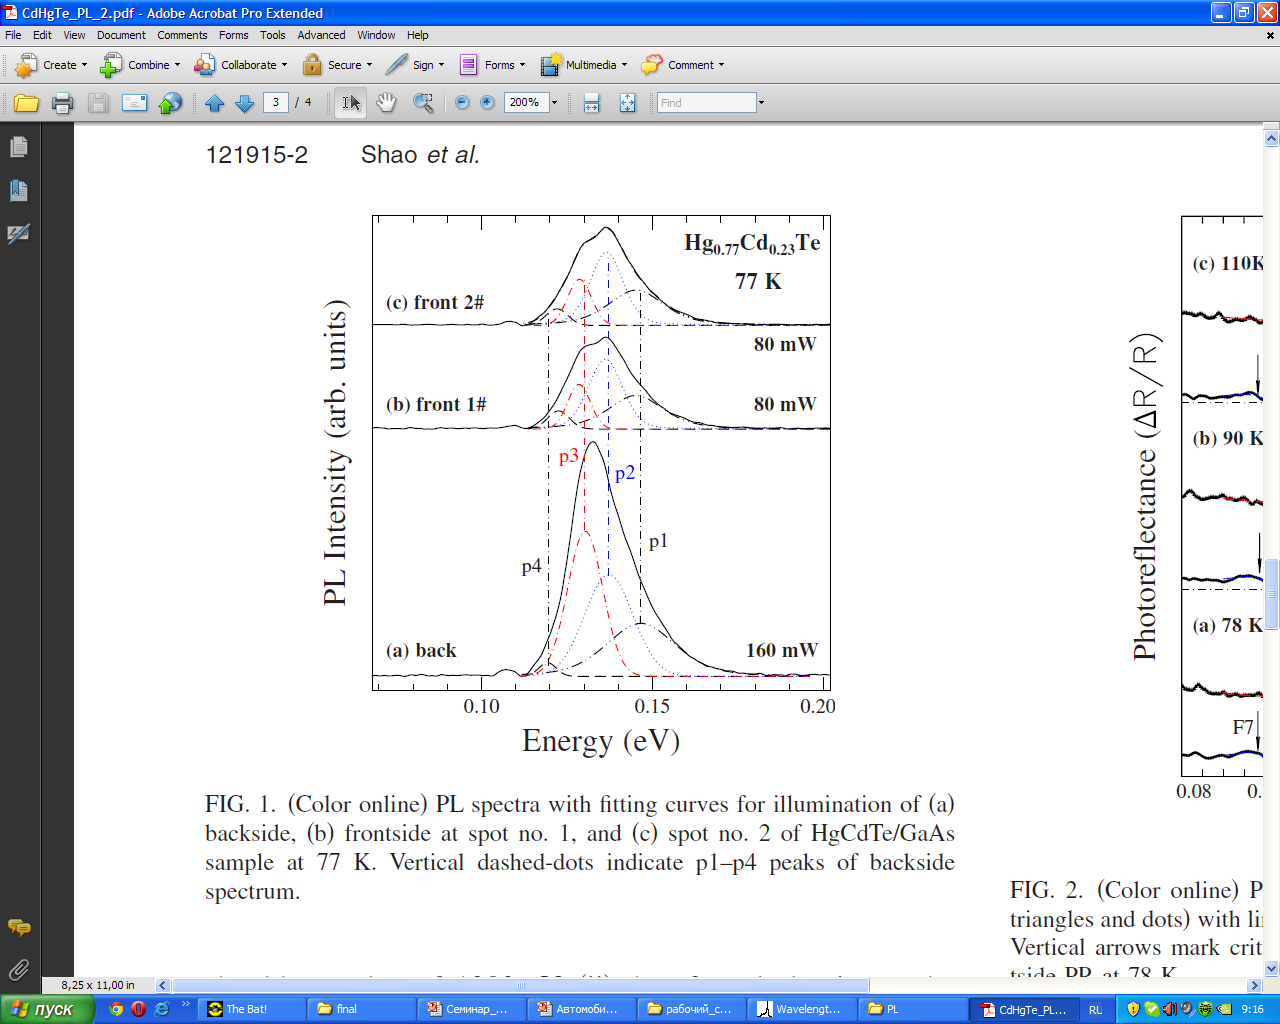 CdHgTe_PL_2.pdf - Adobe Acrobat Pro Extended
File Edit View Document Comments Forms Tools Advanced Window Help
Create Combine Collaborate Secure Sign Forms Multimedia Comment
3 / 4 200% Find
121915-2 Shao et al.
Hg0.77Cd0.23Te
77 K
(c) front 2#
80 mW
(b) front 1#
80 mW
p3
p2
p1
p4
(a) back
160 mW
PL Intensity (arb. units)
0.10 0.15 0.20
Energy (eV)
FIG. 1. (Color online) PL spectra with fitting curves for illumination of (a)
backside, (b) frontside at spot no. 1, and (c) spot no. 2 of HgCdTe/GaAs
sample at 77 K. Vertical dashed-dots indicate p1–p4 peaks of backside
spectrum.
Photoreflectance (ΔR/R)
(c) 110K
(b) 90 K
(a) 78 K
F7
0.08 0.
FIG. 2. (Color online) P
triangles and dots) with li
Vertical arrows mark crit
tside PR at 78 K
8,25 x 11,00 in
пуск The Bat! final Семинар_... Автомоби... рабочий_с... Wavelengt... PL CdHgTe_PL... RU 9:16